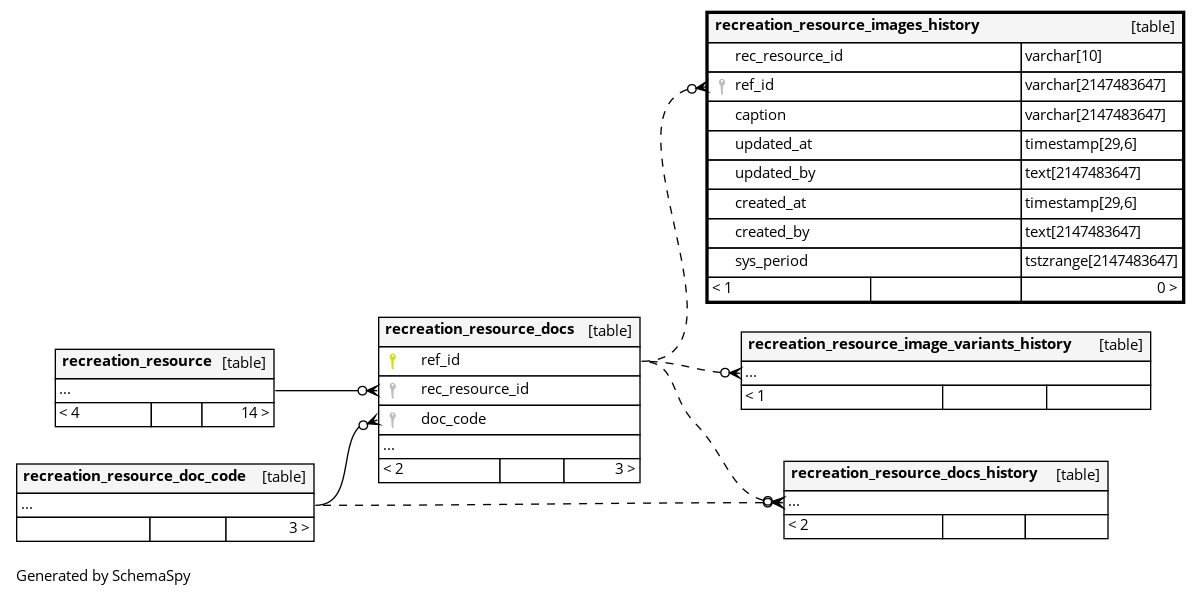 recreation_resource_images_history [table]
rec_resource_id varchar[10]
ref_id varchar[2147483647]
caption varchar[2147483647]
updated_at timestamp[29,6]
updated_by text[2147483647]
created_at timestamp[29,6]
created_by text[2147483647]
sys_period tstzrange[2147483647]
< 1 0 >
recreation_resource_docs [table]
ref_id
rec_resource_id
doc_code
...
< 2 3 >
recreation_resource [table]
...
< 4 14 >
recreation_resource_image_variants_history [table]
...
< 1
recreation_resource_doc_code [table]
...
3 >
recreation_resource_docs_history [table]
...
< 2
Generated by SchemaSpy